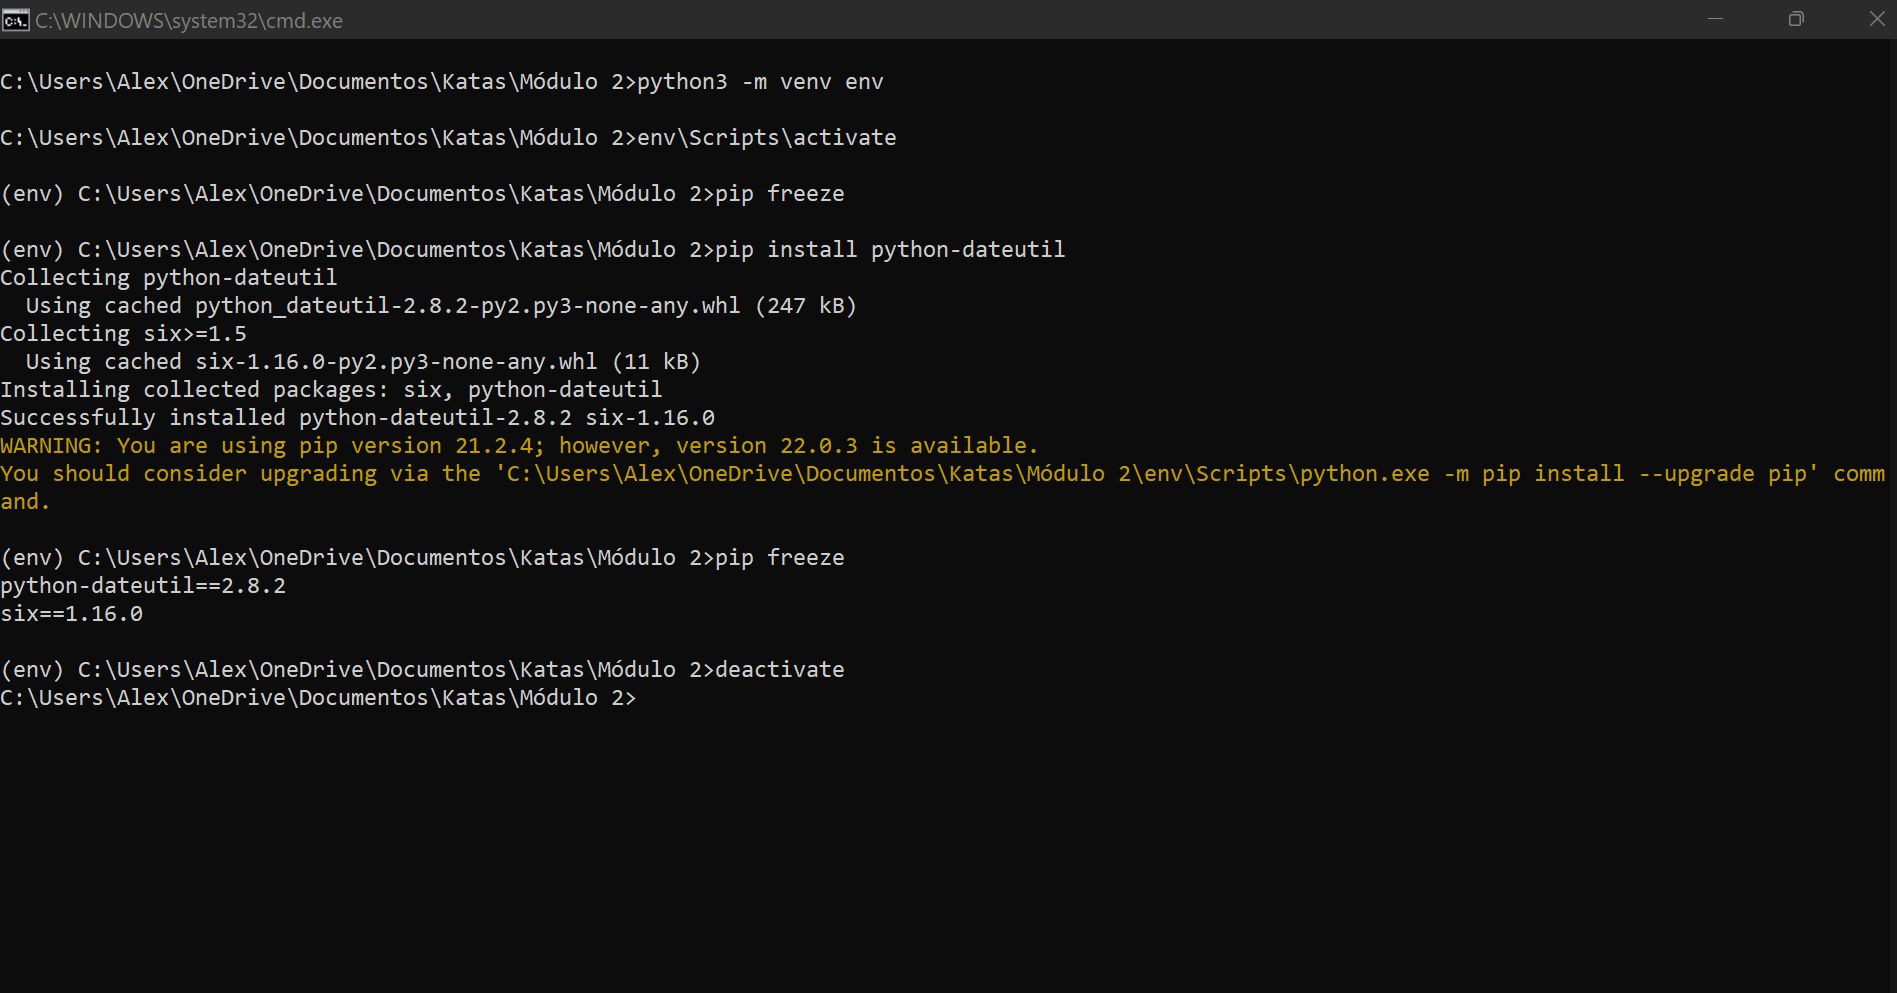 C:\WINDOWS\system32\cmd.exe
C:\Users\Alex\OneDrive\Documentos\Katas\Módulo 2>python3 -m venv env
C:\Users\Alex\OneDrive\Documentos\Katas\Módulo 2>env\Scripts\activate
(env) C:\Users\Alex\OneDrive\Documentos\Katas\Módulo 2>pip freeze
(env) C:\Users\Alex\OneDrive\Documentos\Katas\Módulo 2>pip install python-dateutil
Collecting python-dateutil
  Using cached python_dateutil-2.8.2-py2.py3-none-any.whl (247 kB)
Collecting six>=1.5
  Using cached six-1.16.0-py2.py3-none-any.whl (11 kB)
Installing collected packages: six, python-dateutil
Successfully installed python-dateutil-2.8.2 six-1.16.0
WARNING: You are using pip version 21.2.4; however, version 22.0.3 is available.
You should consider upgrading via the 'C:\Users\Alex\OneDrive\Documentos\Katas\Módulo 2\env\Scripts\python.exe -m pip install --upgrade pip' comm
and.
(env) C:\Users\Alex\OneDrive\Documentos\Katas\Módulo 2>pip freeze
python-dateutil==2.8.2
six==1.16.0
(env) C:\Users\Alex\OneDrive\Documentos\Katas\Módulo 2>deactivate
C:\Users\Alex\OneDrive\Documentos\Katas\Módulo 2>